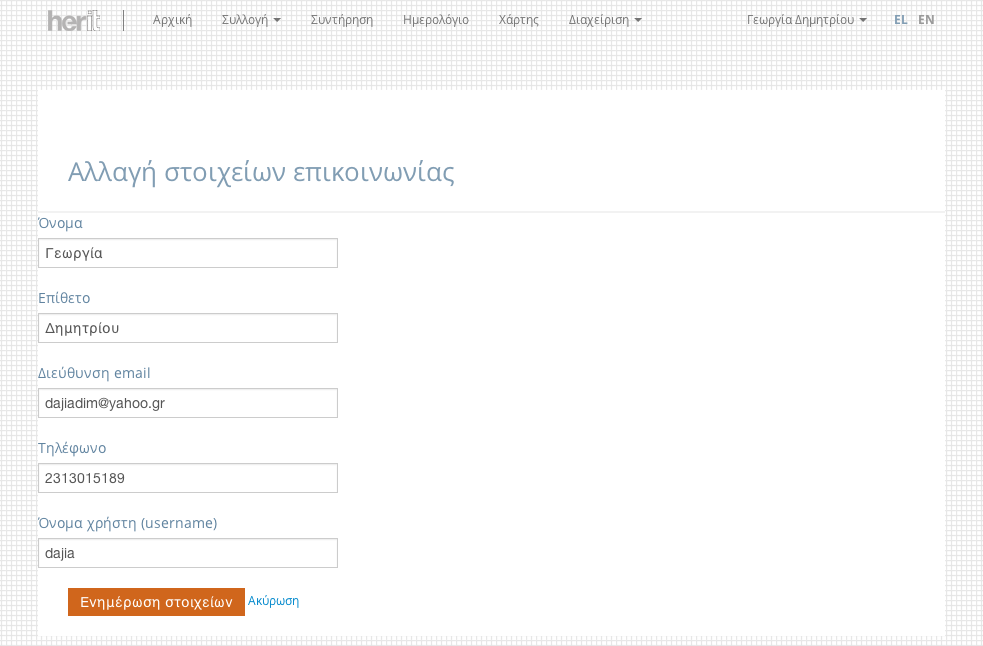 herit Αρχική Συλλογή Συντήρηση Ημερολόγιο Χάρτης Διαχείριση Γεωργία Δημητρίου EL EN
Αλλαγή στοιχείων επικοινωνίας
Όνομα
Γεωργία
Επίθετο
Δημητρίου
Διεύθυνση email
dajiadim@yahoo.gr
Τηλέφωνο
2313015189
Όνομα χρήστη (username)
dajia
Ενημέρωση στοιχείων Ακύρωση